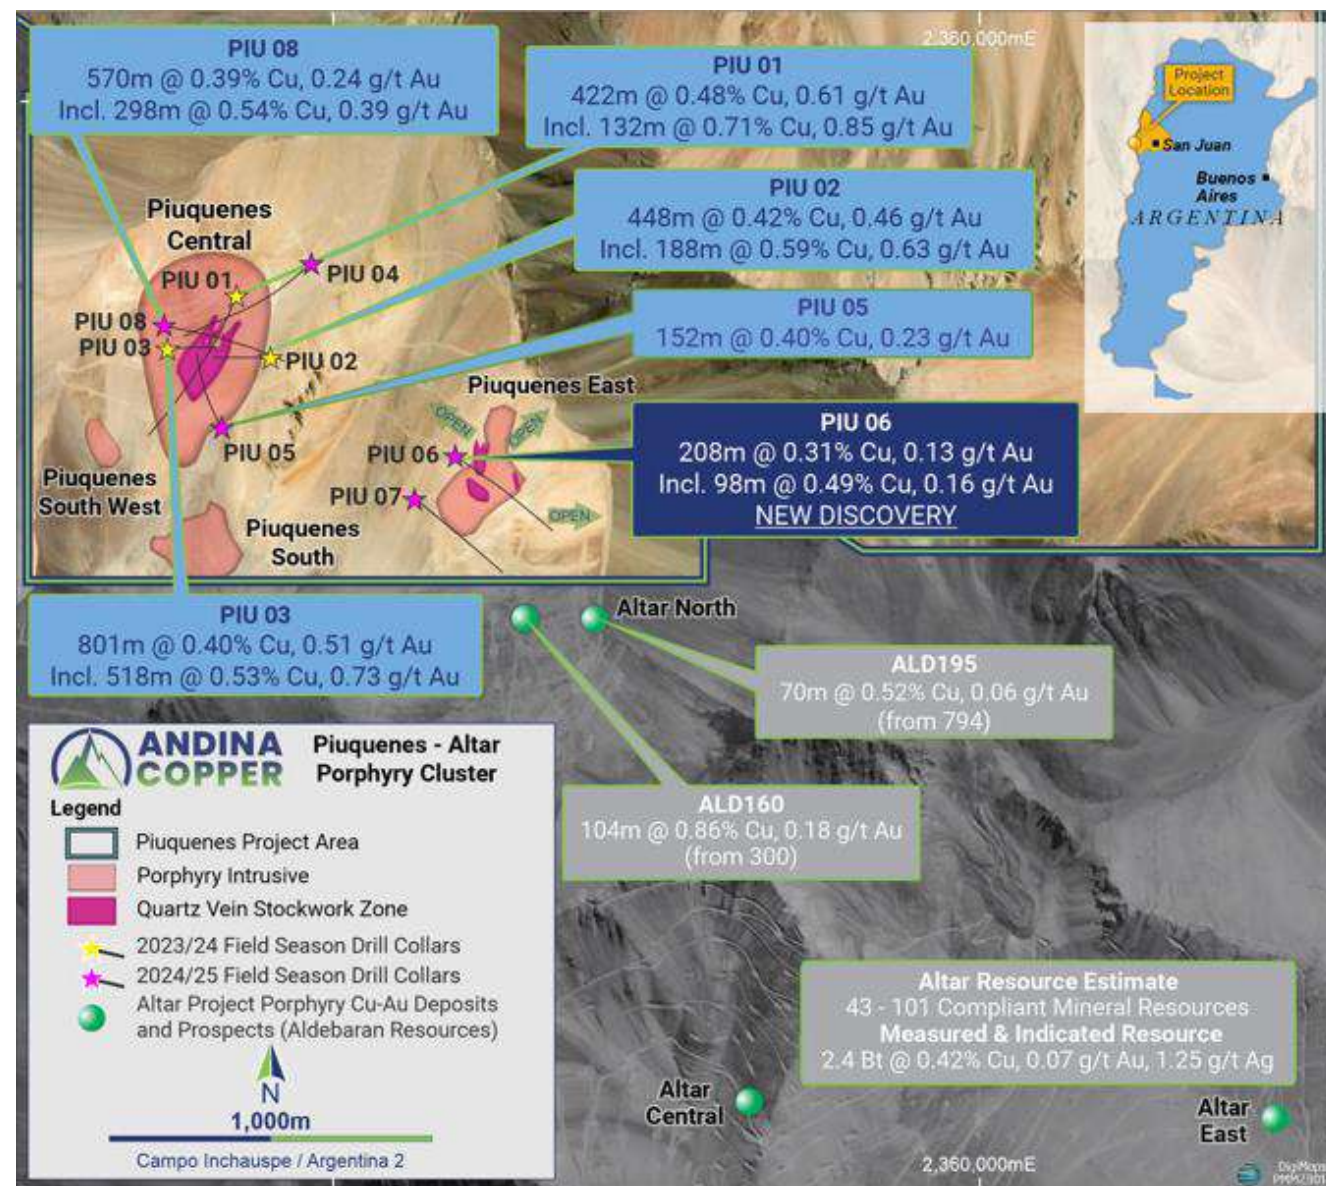 2,360,000mE
PIU 08
570m @ 0.39% Cu, 0.24 g/t Au
Incl. 298m @ 0.54% Cu, 0.39 g/t Au
PIU 01
422m @ 0.48% Cu, 0.61 g/t Au
Incl. 132m @ 0.71% Cu, 0.85 g/t Au
PIU 02
448m @ 0.42% Cu, 0.46 g/t Au
Incl. 188m @ 0.59% Cu, 0.63 g/t Au
PIU 05
152m @ 0.40% Cu, 0.23 g/t Au
PIU 06
208m @ 0.31% Cu, 0.13 g/t Au
Incl. 98m @ 0.49% Cu, 0.16 g/t Au
NEW DISCOVERY
Project
Location
San Juan
Buenos
Aires
ARGENTINA
Piuquenes
Central
PIU 01
PIU 04
PIU 08
PIU 03
PIU 02
PIU 05
Piuquenes East
OPEN
OPEN
PIU 06
PIU 07
OPEN
Piuquenes
South West
Piuquenes
South
PIU 03
801m @ 0.40% Cu, 0.51 g/t Au
Incl. 518m @ 0.53% Cu, 0.73 g/t Au
Altar North
ALD195
70m @ 0.52% Cu, 0.06 g/t Au
(from 794)
ALD160
104m @ 0.86% Cu, 0.18 g/t Au
(from 300)
ANDINA
COPPER
Piuquenes - Altar
Porphyry Cluster
Legend
Piuquenes Project Area
Porphyry Intrusive
Quartz Vein Stockwork Zone
2023/24 Field Season Drill Collars
2024/25 Field Season Drill Collars
Altar Project Porphyry Cu-Au Deposits
and Prospects (Aldebaran Resources)
N
1,000m
Campo Inchauspe / Argentina 2
Altar Resource Estimate
43 - 101 Compliant Mineral Resources
Measured & Indicated Resource
2.4 Bt @ 0.42% Cu, 0.07 g/t Au, 1.25 g/t Ag
Altar
Central
Altar
East
2,360,000mE
DigiMaps